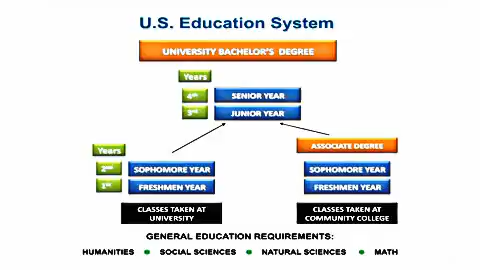 U.S. Education System
UNIVERSITY BACHELOR'S DEGREE
Years
4th SENIOR YEAR
3rd JUNIOR YEAR
Years
ASSOCIATE DEGREE
2nd SOPHOMORE YEAR
SOPHOMORE YEAR
1st FRESHMEN YEAR
FRESHMEN YEAR
CLASSES TAKEN AT
UNIVERSITY
CLASSES TAKEN AT
COMMUNITY COLLEGE
GENERAL EDUCATION REQUIREMENTS:
HUMANITIES • SOCIAL SCIENCES • NATURAL SCIENCES • MATH